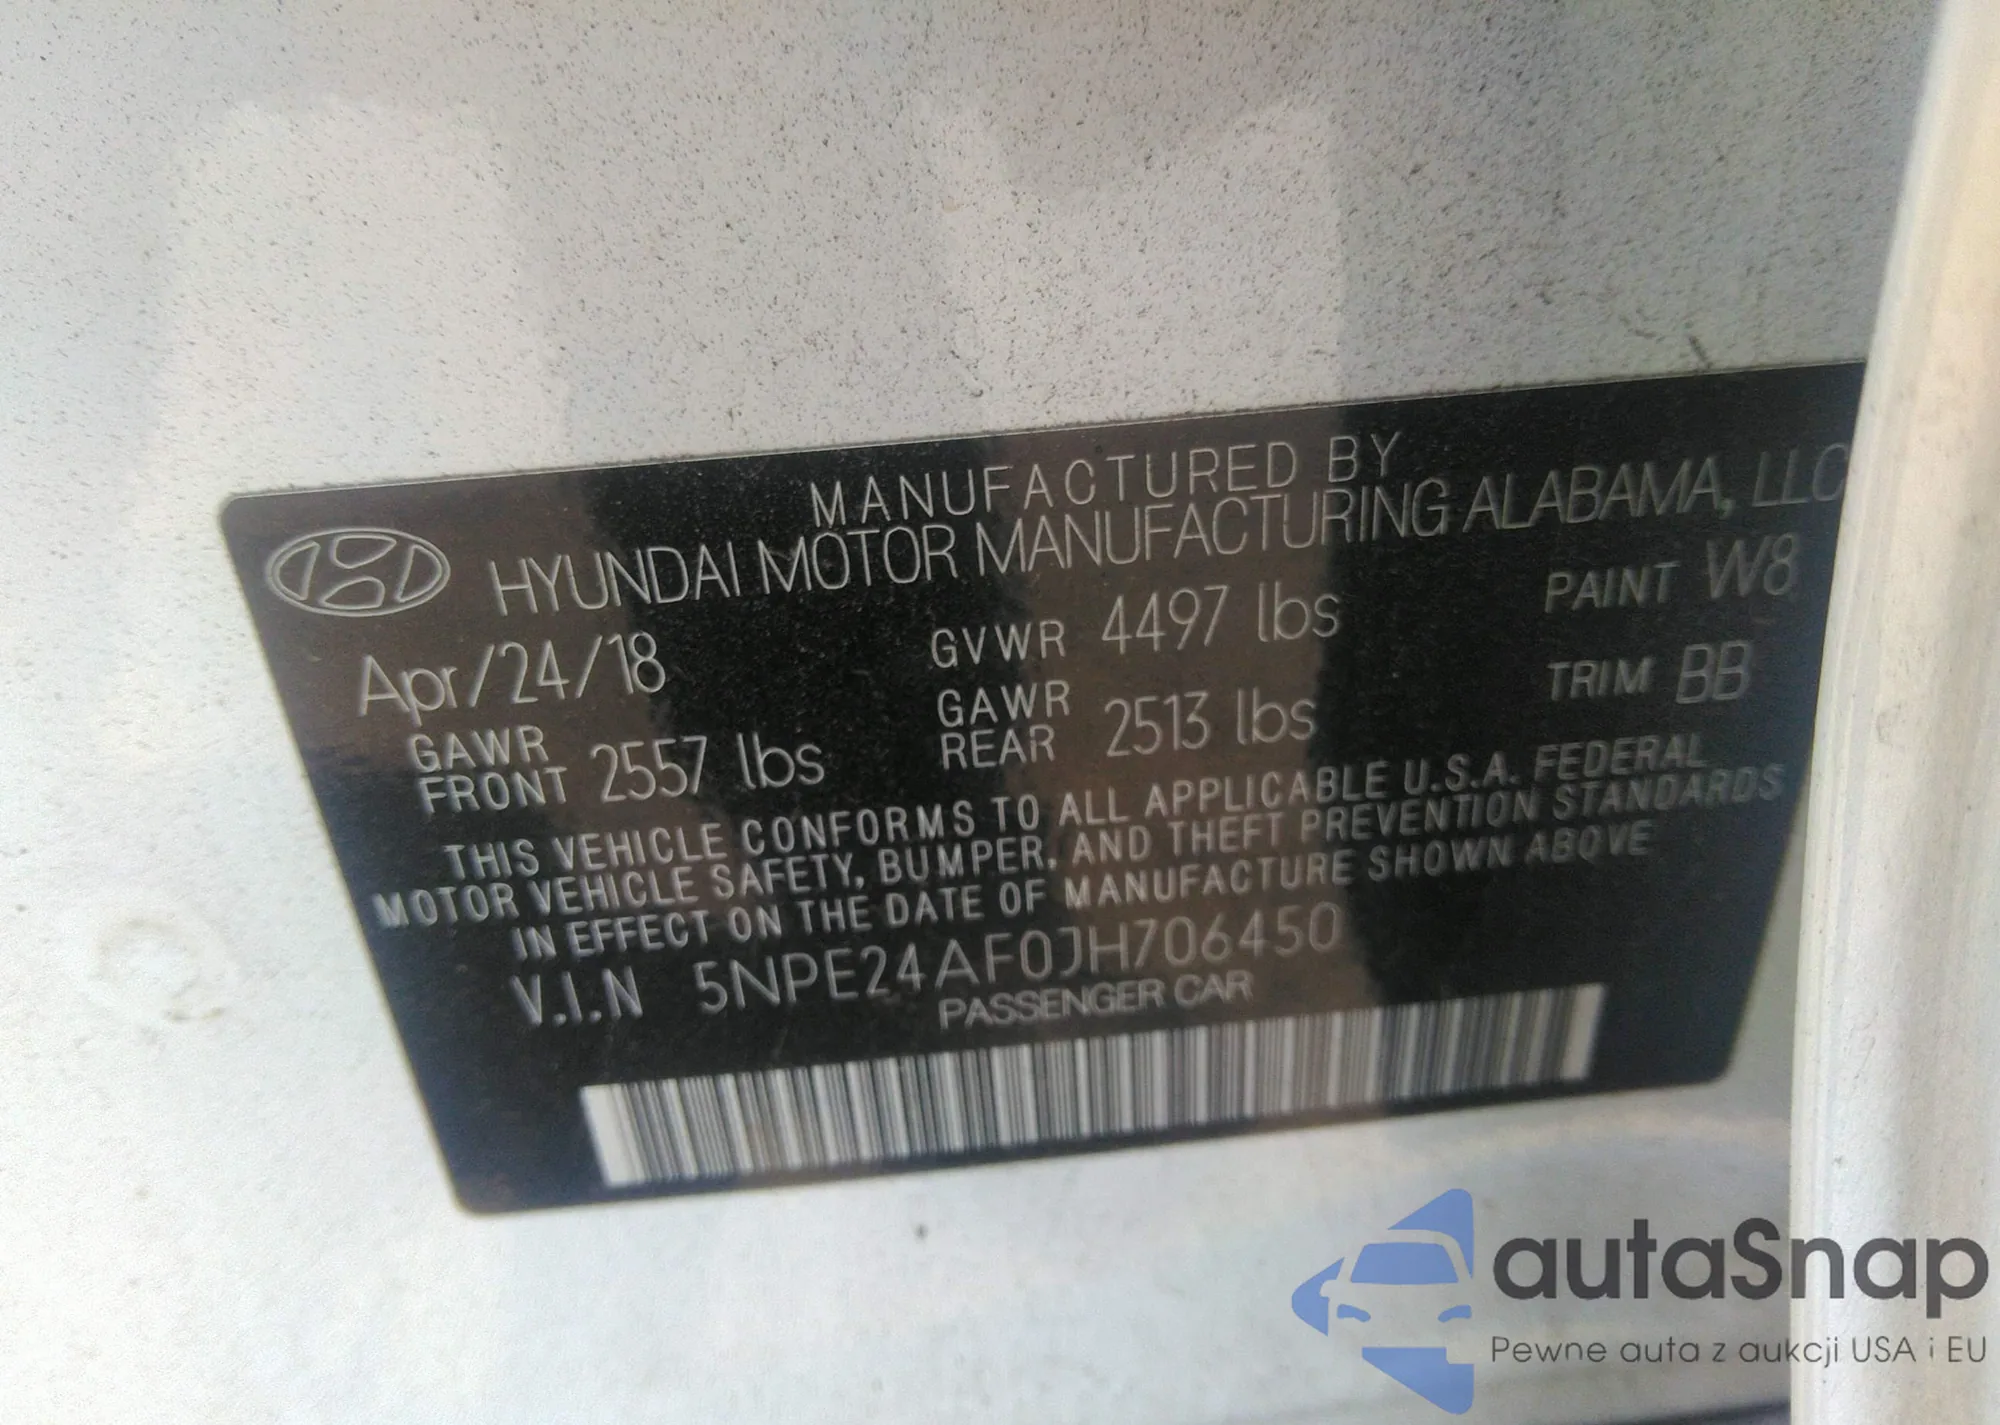 MANUFACTURED BY
HYUNDAI MOTOR MANUFACTURING ALABAMA, LLC
Apr/24/18 GVWR 4497 lbs PAINT W8
GAWR FRONT 2557 lbs GAWR REAR 2513 lbs TRIM BB
THIS VEHICLE CONFORMS TO ALL APPLICABLE U.S.A. FEDERAL
MOTOR VEHICLE SAFETY, BUMPER, AND THEFT PREVENTION STANDARDS
IN EFFECT ON THE DATE OF MANUFACTURE SHOWN ABOVE
V.I.N 5NPE24AF0JH706450
PASSENGER CAR
autaSnap
Pewne auta z aukcji USA i EU